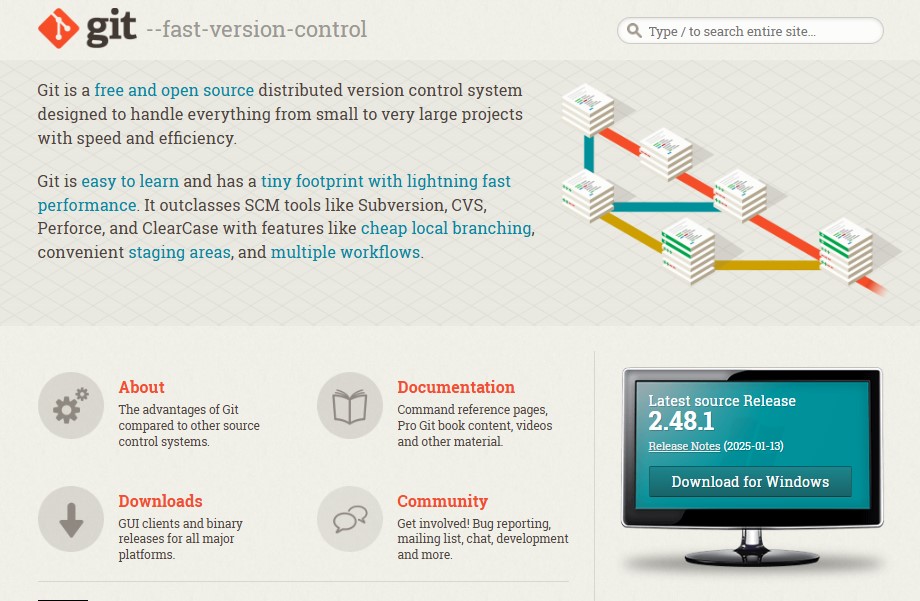 git --fast-version-control
Type / to search entire site...
Git is a free and open source distributed version control system
designed to handle everything from small to very large projects
with speed and efficiency.
Git is easy to learn and has a tiny footprint with lightning fast
performance. It outclasses SCM tools like Subversion, CVS,
Perforce, and ClearCase with features like cheap local branching,
convenient staging areas, and multiple workflows.
About
The advantages of Git
compared to other source
control systems.
Documentation
Command reference pages,
Pro Git book content, videos
and other material.
Downloads
GUI clients and binary
releases for all major
platforms.
Community
Get involved! Bug reporting,
mailing list, chat, development
and more.
Latest source Release
2.48.1
Release Notes (2025-01-13)
Download for Windows